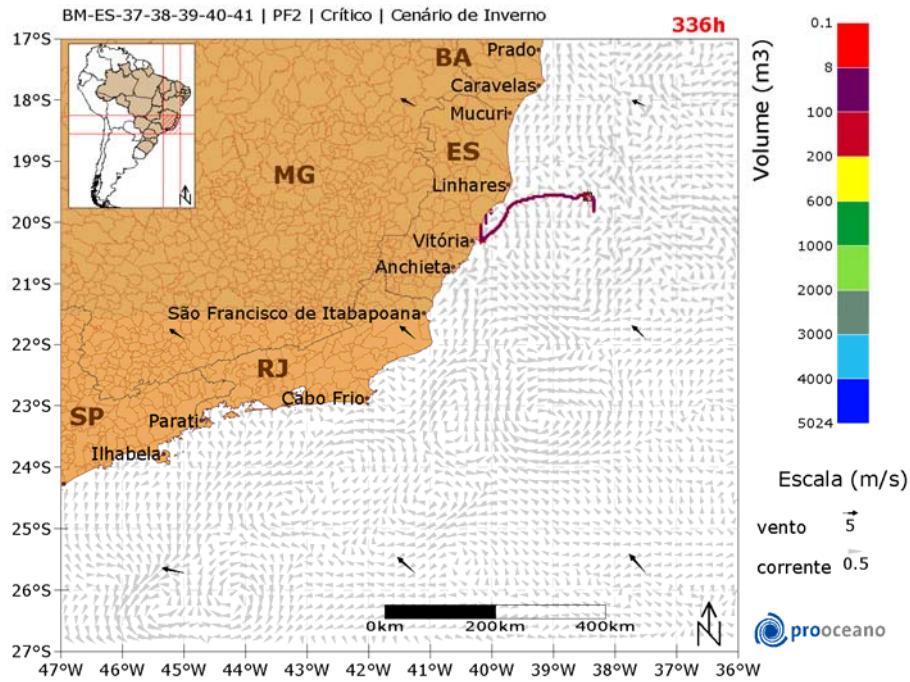 BM-ES-37-38-39-40-41 | PF2 | Crítico | Cenário de Inverno
336h
17°S
18°S
19°S
20°S
21°S
22°S
23°S
24°S
25°S
26°S
27°S
47°W 46°W 45°W 44°W 43°W 42°W 41°W 40°W 39°W 38°W 37°W 36°W
N
BA
Prado
Caravelas
Mucuri
ES
MG
Linhares
Vitória
Anchieta
São Francisco de Itabapoana
RJ
Cabo Frio
SP
Parati
Ilhabela
0km 200km 400km
N
Volume (m3)
0.1
8
100
200
600
1000
2000
3000
4000
5024
Escala (m/s)
vento 5
corrente 0.5
prooceano